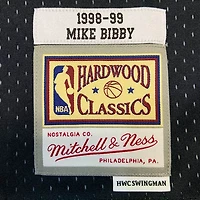 1998-99
MIKE BIBBY
HARDWOOD
NBA
CLASSICS
NOSTALGIA CO.
Mitchell & Ness
PHILADELPHIA, PA.
HWCSWINGMAN